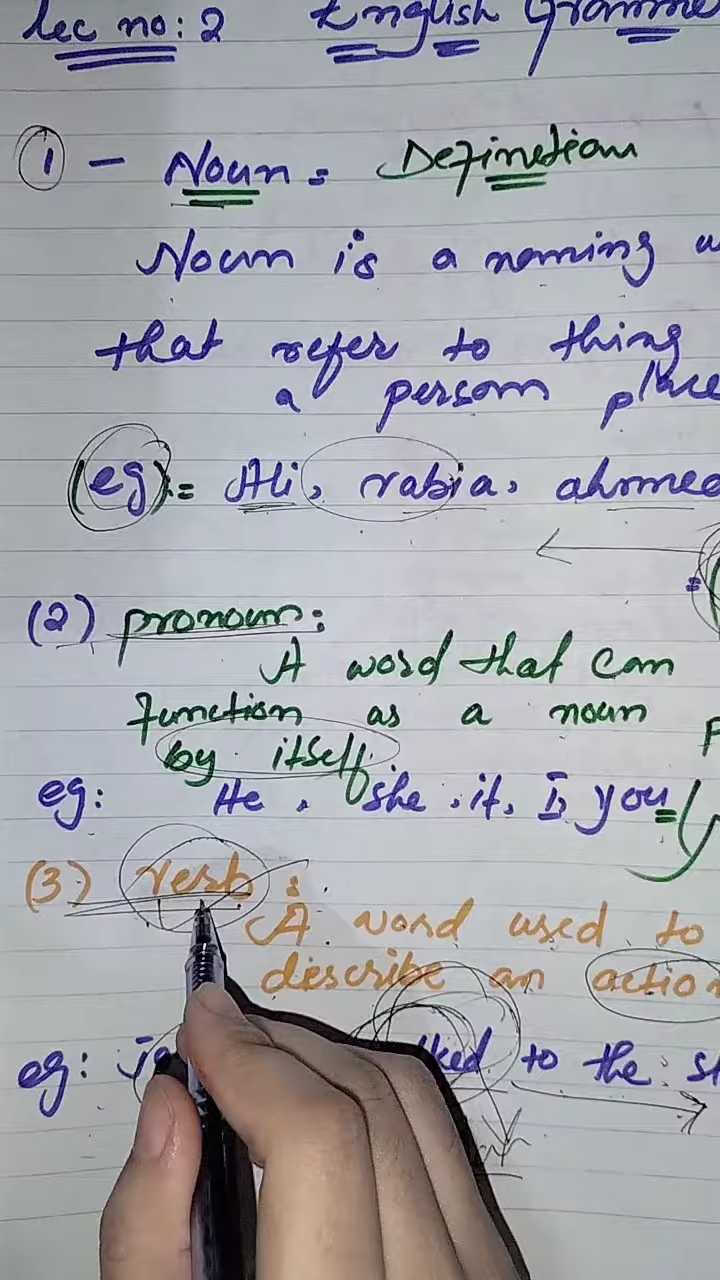 Lec no: 2 English Gramme
1 - Noun = Definetion
Noun is a naming w
that refer to thing
a person place
(eg) = Ali, rabia, ahmed
(2) pronoun:
A word that can
function as a noun
by itself.
eg: He, she, it, I, you
(3) verb:
A word used to
describe an action
eg: to the st